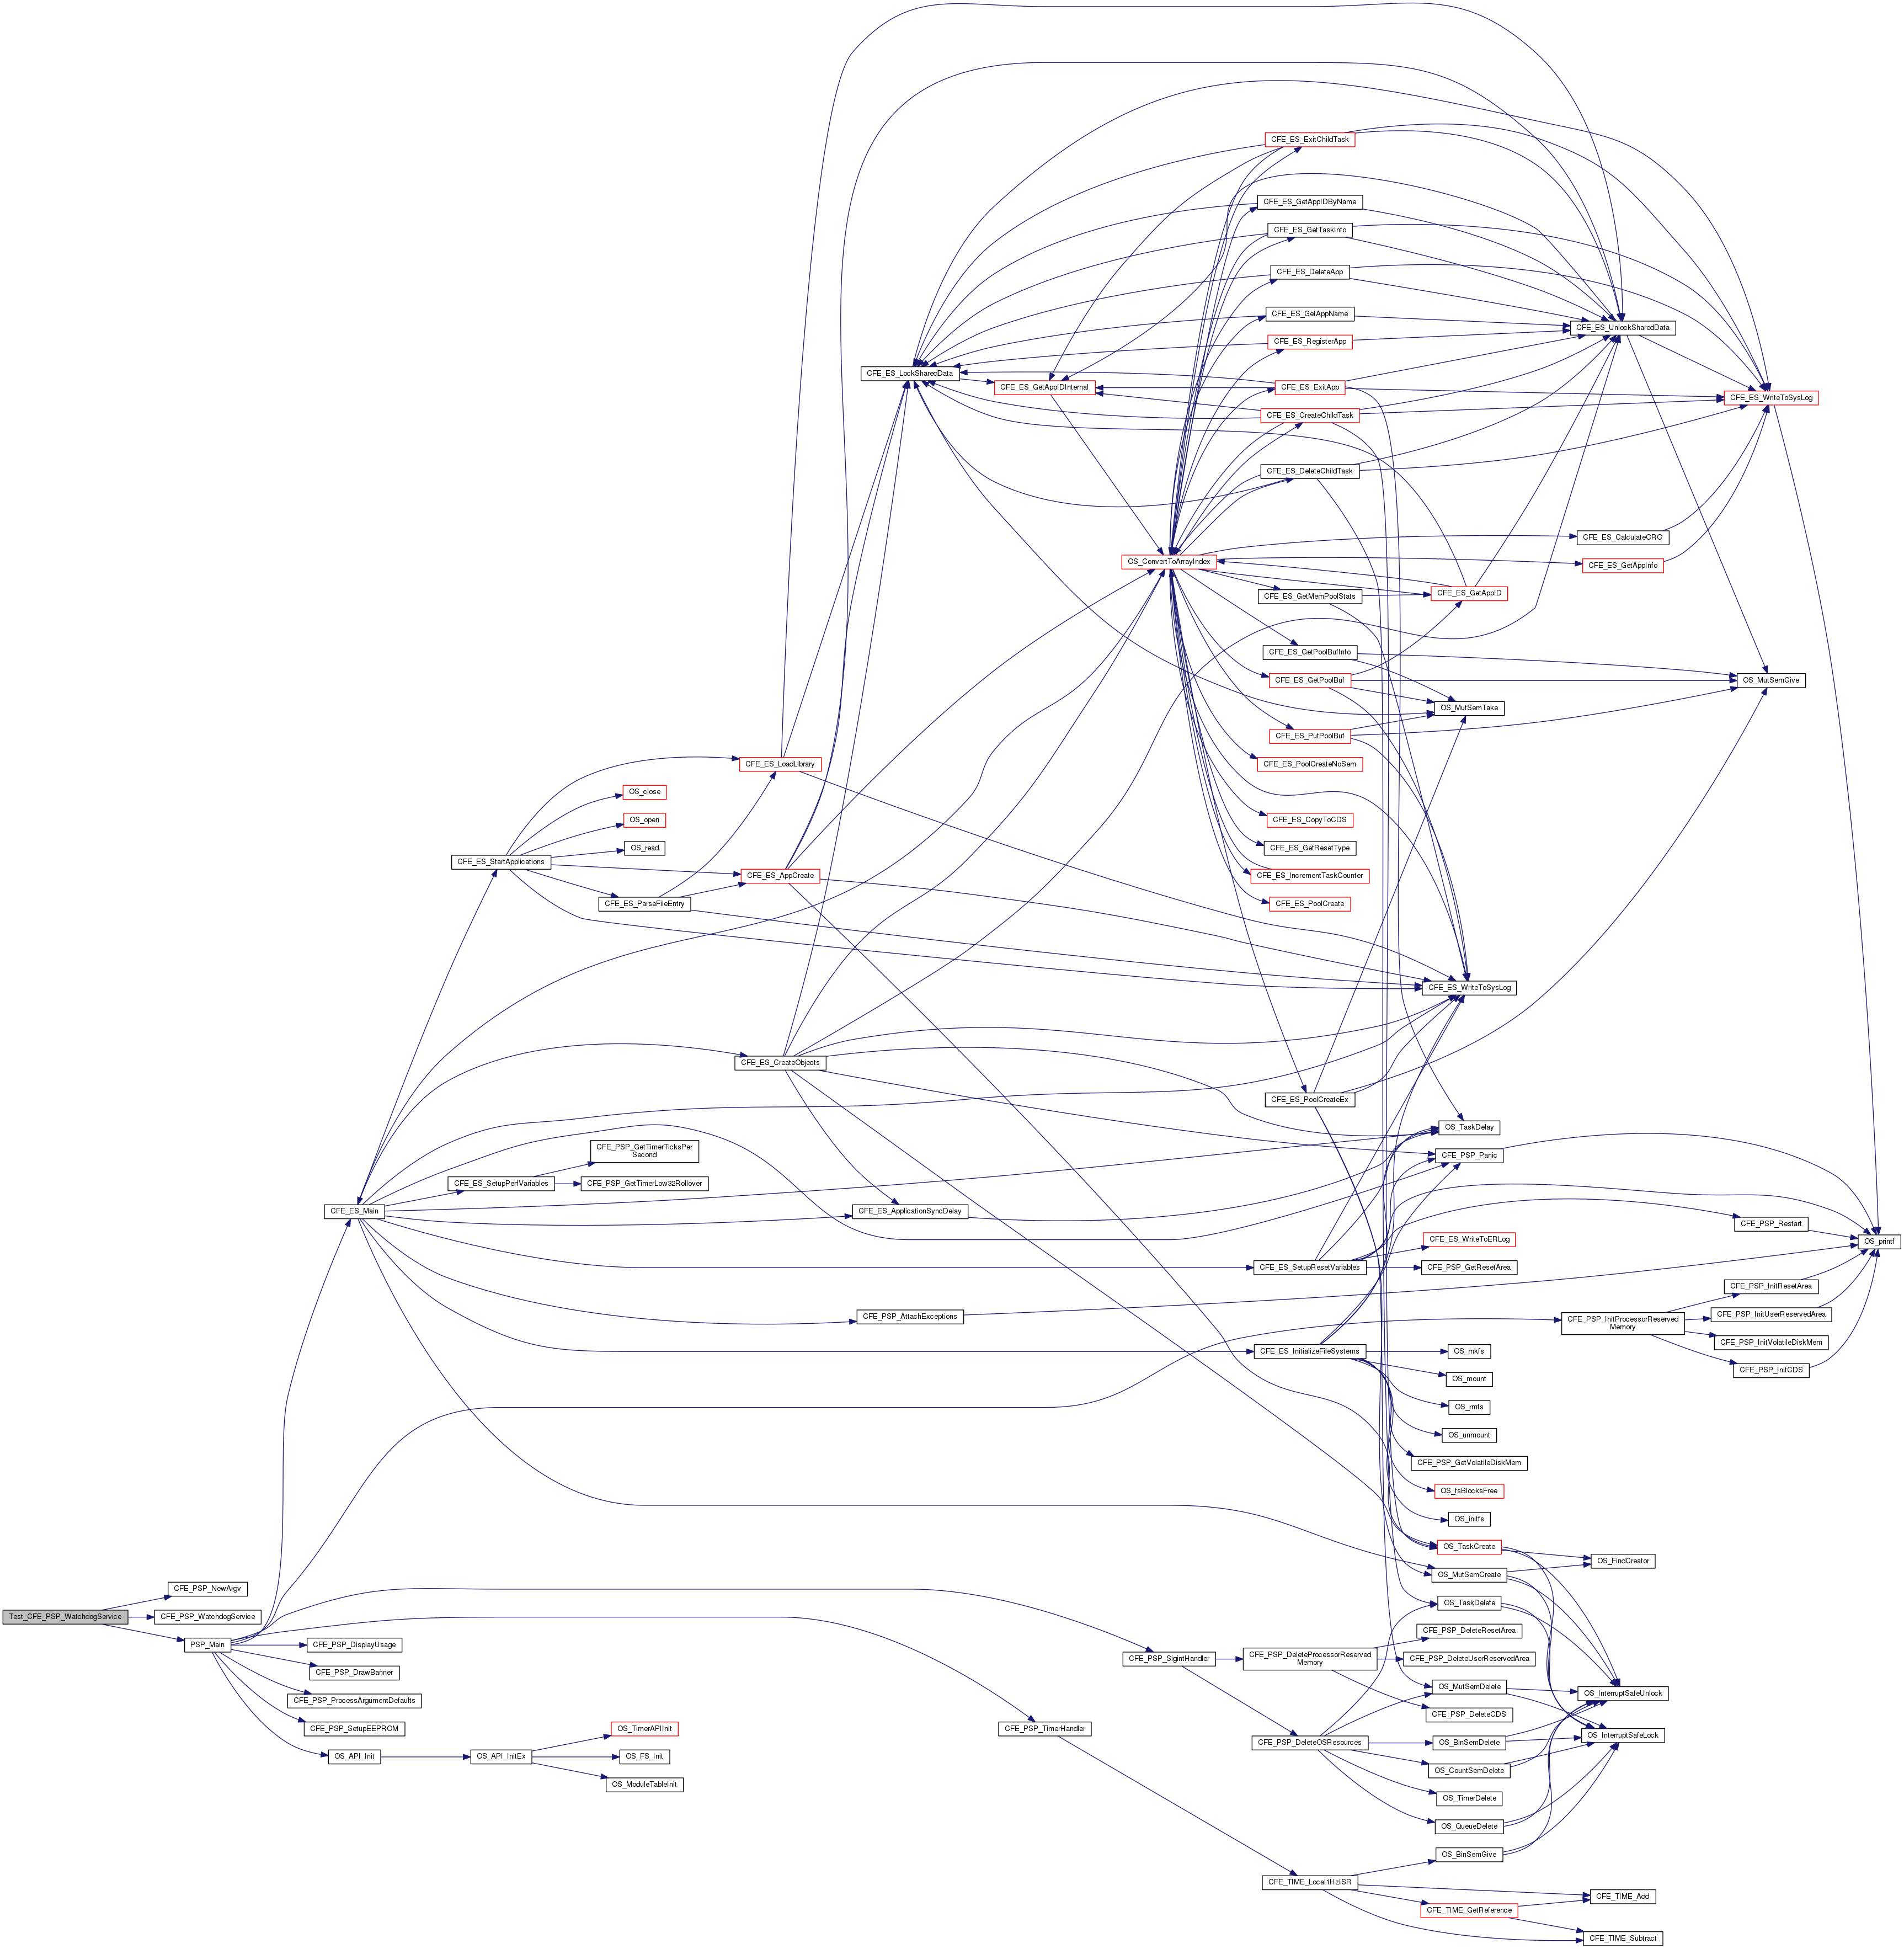 CFE_ES_ExitChildTask
CFE_ES_GetAppIDByName
CFE_ES_GetTaskInfo
CFE_ES_DeleteApp
CFE_ES_GetAppName
CFE_ES_UnlockSharedData
CFE_ES_RegisterApp
CFE_ES_LockSharedData
CFE_ES_GetAppIDInternal
CFE_ES_ExitApp
CFE_ES_WriteToSysLog
CFE_ES_CreateChildTask
CFE_ES_DeleteChildTask
CFE_ES_CalculateCRC
OS_ConvertToArrayIndex
CFE_ES_GetAppInfo
CFE_ES_GetMemPoolStats
CFE_ES_GetAppID
CFE_ES_GetPoolBufInfo
CFE_ES_GetPoolBuf
OS_MutSemGive
OS_MutSemTake
CFE_ES_PutPoolBuf
CFE_ES_LoadLibrary
CFE_ES_PoolCreateNoSem
OS_close
OS_open
CFE_ES_CopyToCDS
OS_read
CFE_ES_GetResetType
CFE_ES_StartApplications
CFE_ES_AppCreate
CFE_ES_IncrementTaskCounter
CFE_ES_ParseFileEntry
CFE_ES_PoolCreate
CFE_ES_WriteToSysLog
CFE_ES_CreateObjects
CFE_ES_PoolCreateEx
OS_TaskDelay
CFE_PSP_GetTimerTicksPer
Second
CFE_PSP_Panic
CFE_ES_SetupPerfVariables
CFE_PSP_GetTimerLow32Rollover
CFE_ES_Main
CFE_ES_ApplicationSyncDelay
CFE_PSP_Restart
CFE_ES_WriteToERLog
OS_printf
CFE_ES_SetupResetVariables
CFE_PSP_GetResetArea
CFE_PSP_InitResetArea
CFE_PSP_AttachExceptions
CFE_PSP_InitProcessorReserved
Memory
CFE_PSP_InitUserReservedArea
CFE_PSP_InitVolatileDiskMem
CFE_ES_InitializeFileSystems
OS_mkfs
CFE_PSP_InitCDS
OS_mount
OS_rmfs
OS_unmount
CFE_PSP_GetVolatileDiskMem
OS_fsBlocksFree
OS_initfs
OS_TaskCreate
OS_FindCreator
OS_MutSemCreate
CFE_PSP_NewArgv
Test_CFE_PSP_WatchdogService
CFE_PSP_WatchdogService
OS_TaskDelete
PSP_Main
CFE_PSP_DisplayUsage
CFE_PSP_DeleteResetArea
CFE_PSP_SigintHandler
CFE_PSP_DeleteProcessorReserved
Memory
CFE_PSP_DeleteUserReservedArea
CFE_PSP_DrawBanner
OS_MutSemDelete
OS_InterruptSafeUnlock
CFE_PSP_ProcessArgumentDefaults
CFE_PSP_DeleteCDS
CFE_PSP_SetupEEPROM
OS_TimerAPIInit
CFE_PSP_TimerHandler
OS_InterruptSafeLock
CFE_PSP_DeleteOSResources
OS_BinSemDelete
OS_API_Init
OS_API_InitEx
OS_FS_Init
OS_CountSemDelete
OS_ModuleTableInit
OS_TimerDelete
OS_QueueDelete
OS_BinSemGive
CFE_TIME_Local1HzISR
CFE_TIME_Add
CFE_TIME_GetReference
CFE_TIME_Subtract